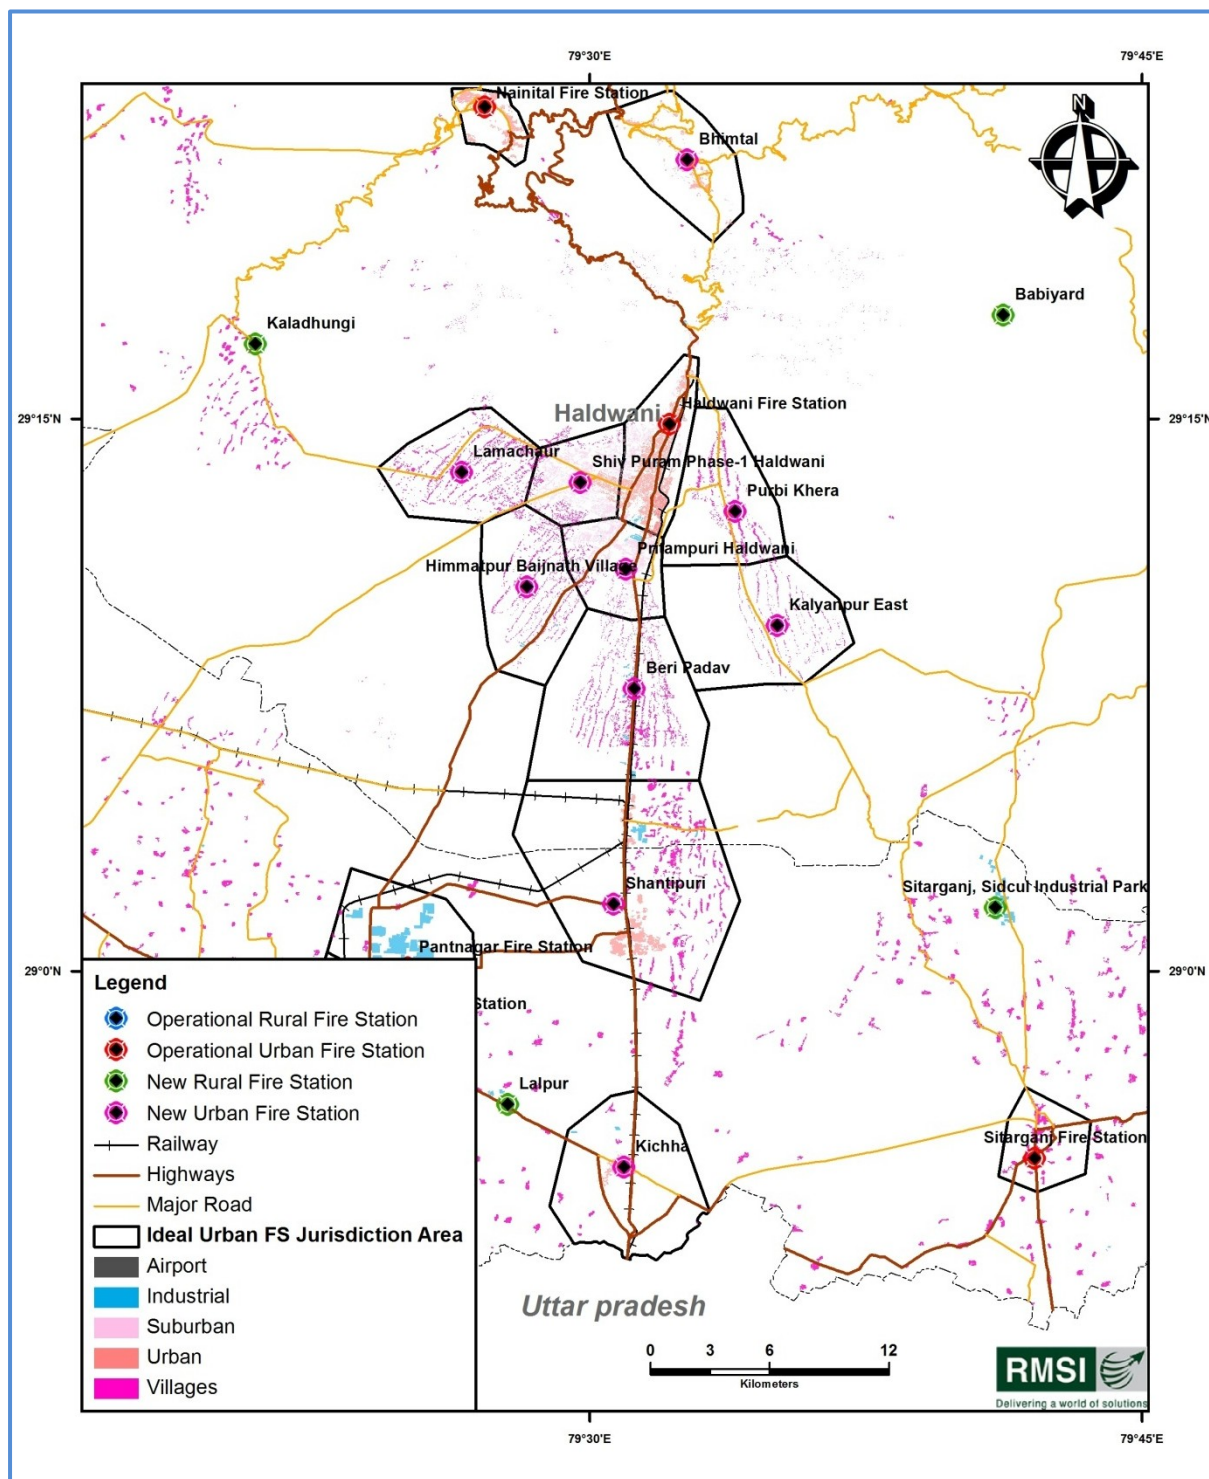 79°30'E
79°45'E
Nainital Fire Station
N
Bhimtal
Babiyard
Kaladhungi
29°15'N
Haldwani
Haldwani Fire Station
29°15'N
Lamachaur
Shiv Puram Phase-1 Haldwani
Purbi Khera
Pritampuri Haldwani
Himmatpur Baijnath Village
Kalyanpur East
Beri Padav
Shantipuri
Sitarganj, Sidcul Industrial Park
Pantnagar Fire Station
29°0'N
29°0'N
Station
Lalpur
Kichha
Sitarganj Fire Station
Legend
Operational Rural Fire Station
Operational Urban Fire Station
New Rural Fire Station
New Urban Fire Station
Railway
Highways
Major Road
Ideal Urban FS Jurisdiction Area
Airport
Industrial
Suburban
Urban
Villages
Uttar pradesh
0 3 6 12
Kilometers
RMSI
Delivering a world of solutions
79°30'E
79°45'E